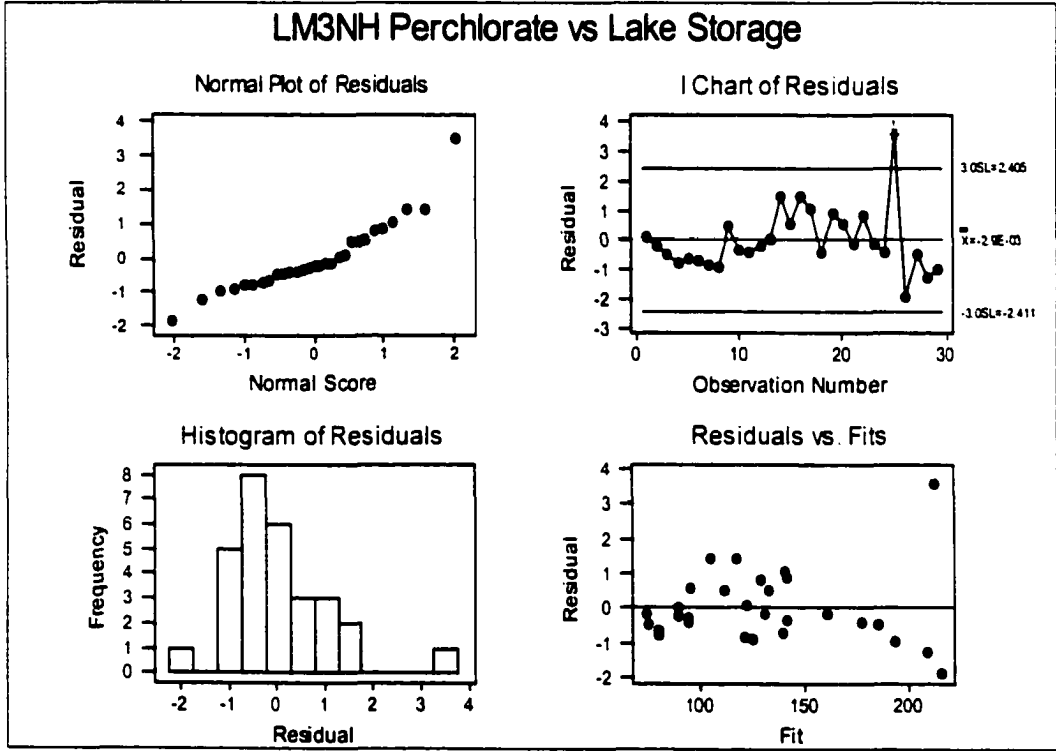 LM3NH Perchlorate vs Lake Storage
Normal Plot of Residuals
4
3
2
1
0
-1
-2
Residual
-2 -1 0 1 2
Normal Score
I Chart of Residuals
4
3
2
1
0
-1
-2
-3
Residual
3.0SL=2.405
X=-2.9E-03
-3.0SL=-2.411
0 10 20 30
Observation Number
Histogram of Residuals
8
7
6
5
4
3
2
1
0
Frequency
-2 -1 0 1 2 3 4
Residual
Residuals vs. Fits
4
3
2
1
0
-1
-2
Residual
100 150 200
Fit